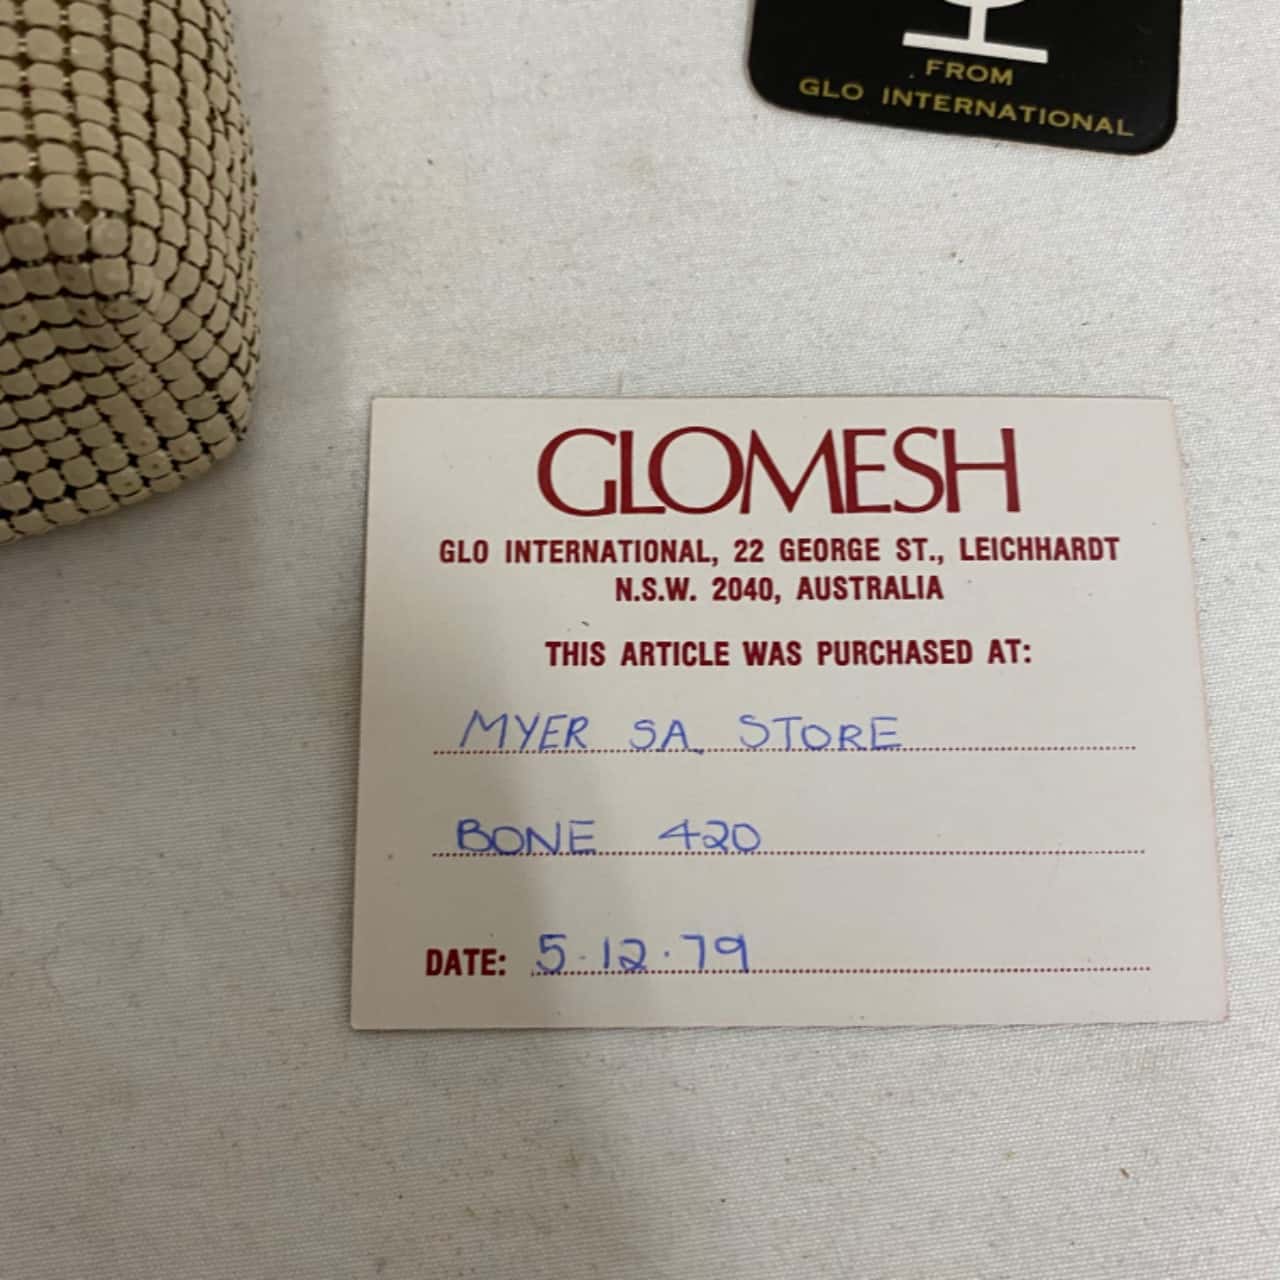 FROM
GLO INTERNATIONAL
GLOMESH
GLO INTERNATIONAL, 22 GEORGE ST., LEICHHARDT
N.S.W. 2040, AUSTRALIA
THIS ARTICLE WAS PURCHASED AT:
MYER SA. STORE
BONE 420
DATE: 5.12.79